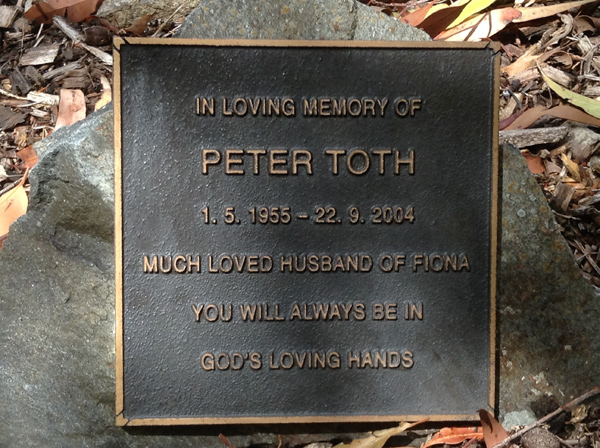 IN LOVING MEMORY OF
PETER TOTH
1. 5. 1955 – 22. 9. 2004
MUCH LOVED HUSBAND OF FIONA
YOU WILL ALWAYS BE IN
GOD'S LOVING HANDS